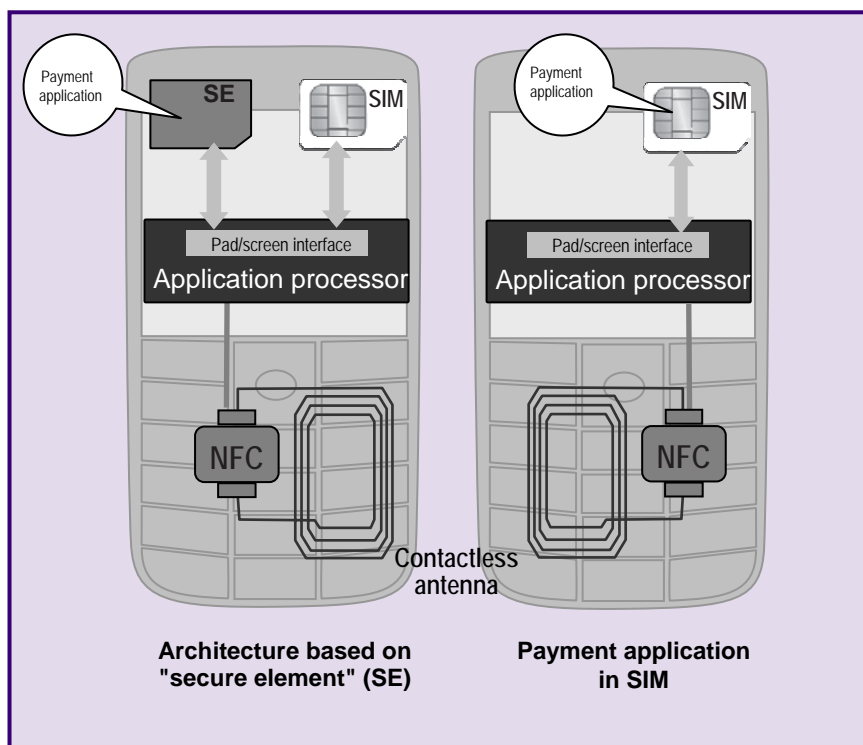 Payment
application
SE
SIM
Pad/screen interface
Application processor
NFC
Payment
application
SIM
Pad/screen interface
Application processor
NFC
Contactless
antenna
Architecture based on
"secure element" (SE)
Payment application
in SIM